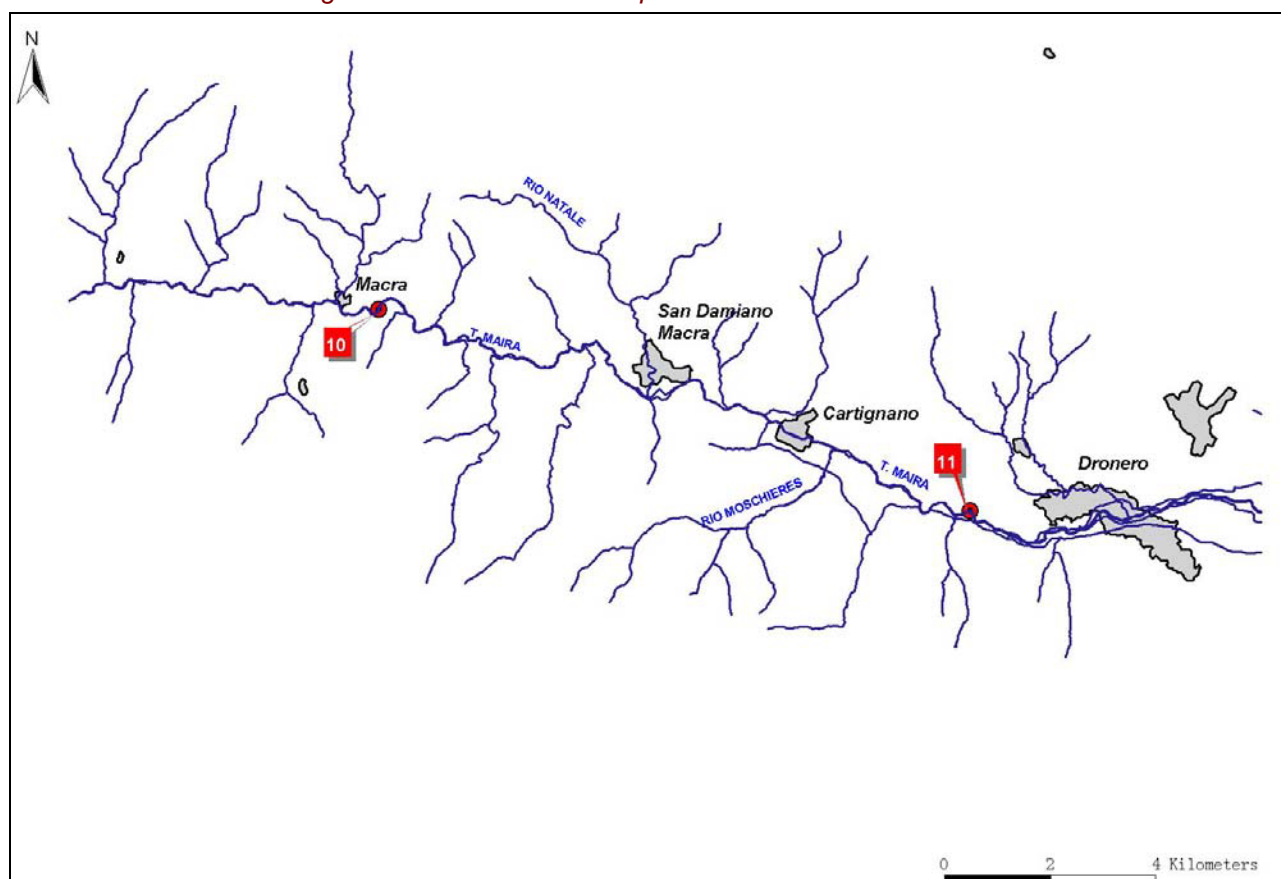 N
RIO NATALE
Macra
10
T. MAIRA
San Damiano
Macra
Cartignano
11
T. MAIRA
Dronero
RIO MOSCHIERES
0 2 4 Kilometers